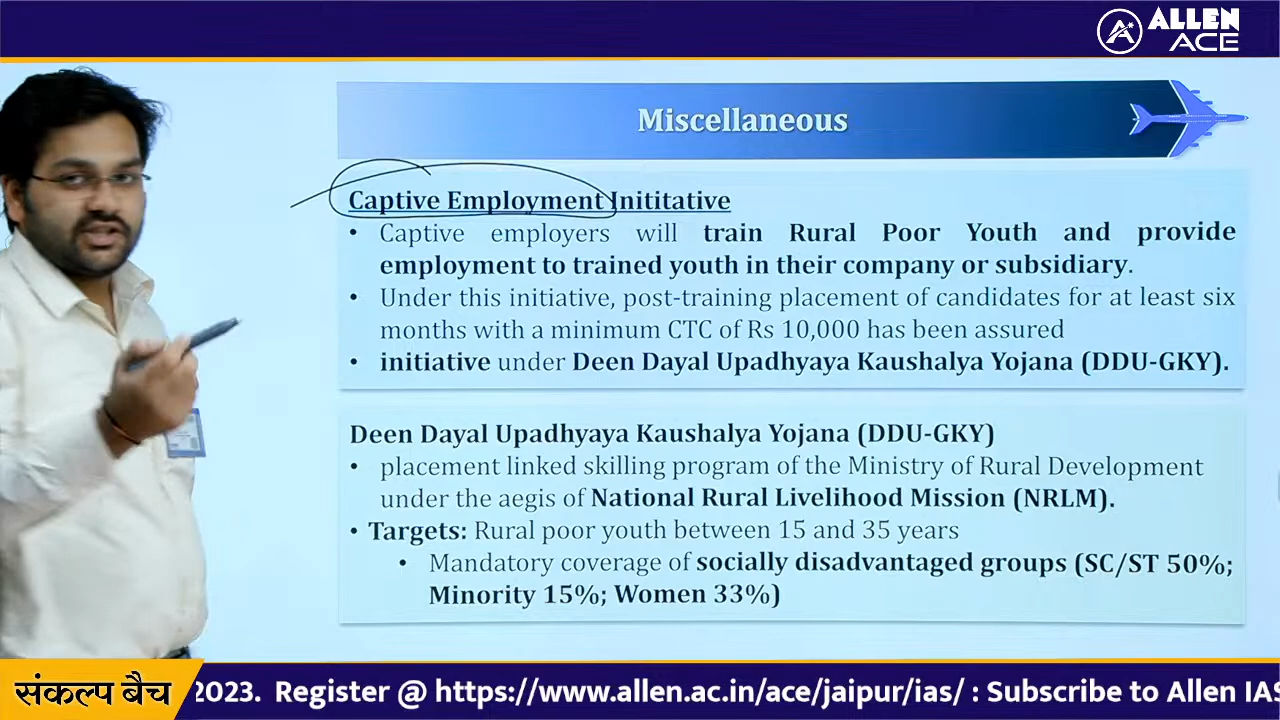 ALLEN
ACE
Miscellaneous
Captive Employment Inititative
• Captive employers will train Rural Poor Youth and provide
employment to trained youth in their company or subsidiary.
• Under this initiative, post-training placement of candidates for at least six
months with a minimum CTC of Rs 10,000 has been assured
• initiative under Deen Dayal Upadhyaya Kaushalya Yojana (DDU-GKY).
Deen Dayal Upadhyaya Kaushalya Yojana (DDU-GKY)
• placement linked skilling program of the Ministry of Rural Development
under the aegis of National Rural Livelihood Mission (NRLM).
• Targets: Rural poor youth between 15 and 35 years
• Mandatory coverage of socially disadvantaged groups (SC/ST 50%;
Minority 15%; Women 33%)
संकल्प बैच 2023. Register @ https://www.allen.ac.in/ace/jaipur/ias/ : Subscribe to Allen IAS